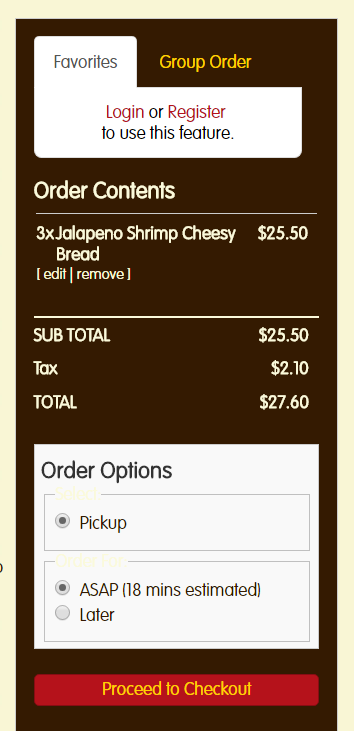 Favorites
Group Order
Login or Register
to use this feature.
Order Contents
3x Jalapeno Shrimp Cheesy $25.50
Bread
[ edit | remove ]
SUB TOTAL $25.50
Tax $2.10
TOTAL $27.60
Order Options
Pickup
ASAP (18 mins estimated)
Later
Proceed to Checkout